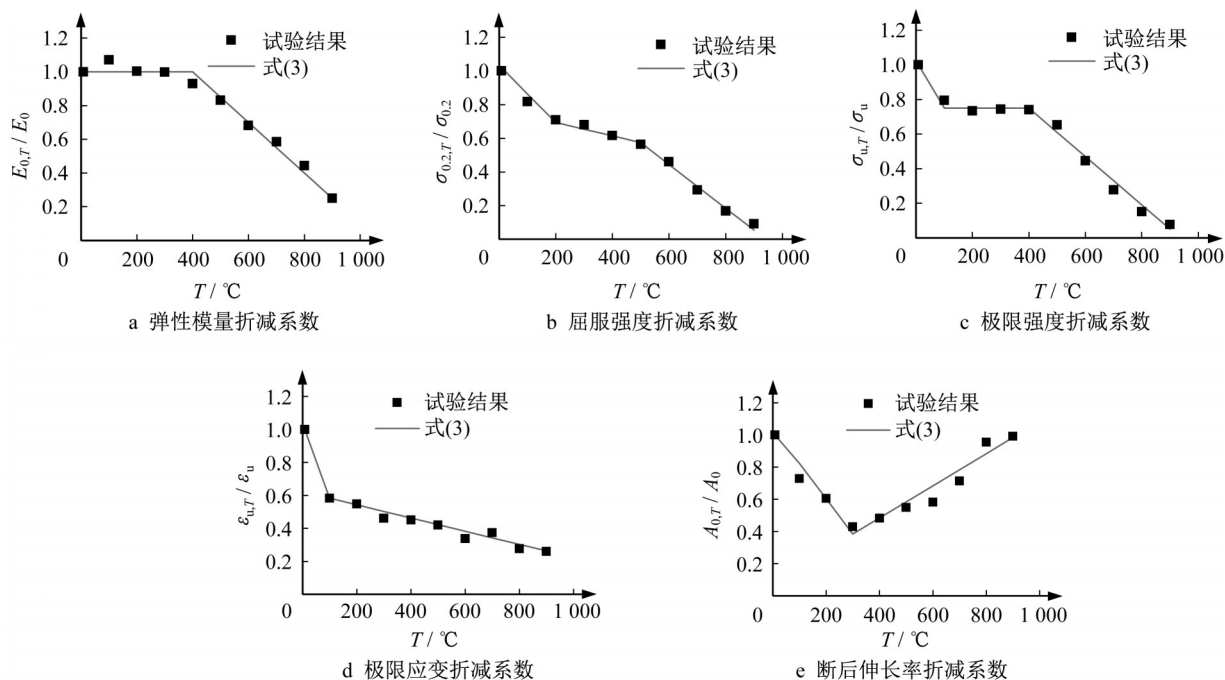 1.2
1.0
0.8
0.6
0.4
0.2
E0,T / E0
试验结果
式(3)
0 200 400 600 800 1 000
T / ℃
a 弹性模量折减系数
1.2
1.0
0.8
0.6
0.4
0.2
σ0.2,T / σ0.2
试验结果
式(3)
0 200 400 600 800 1 000
T / ℃
b 屈服强度折减系数
1.2
1.0
0.8
0.6
0.4
0.2
σu,T / σu
试验结果
式(3)
0 200 400 600 800 1 000
T / ℃
c 极限强度折减系数
1.2
1.0
0.8
0.6
0.4
0.2
εu,T / εu
试验结果
式(3)
0 200 400 600 800 1 000
T / ℃
d 极限应变折减系数
1.2
1.0
0.8
0.6
0.4
0.2
A0,T / A0
试验结果
式(3)
0 200 400 600 800 1 000
T / ℃
e 断后伸长率折减系数